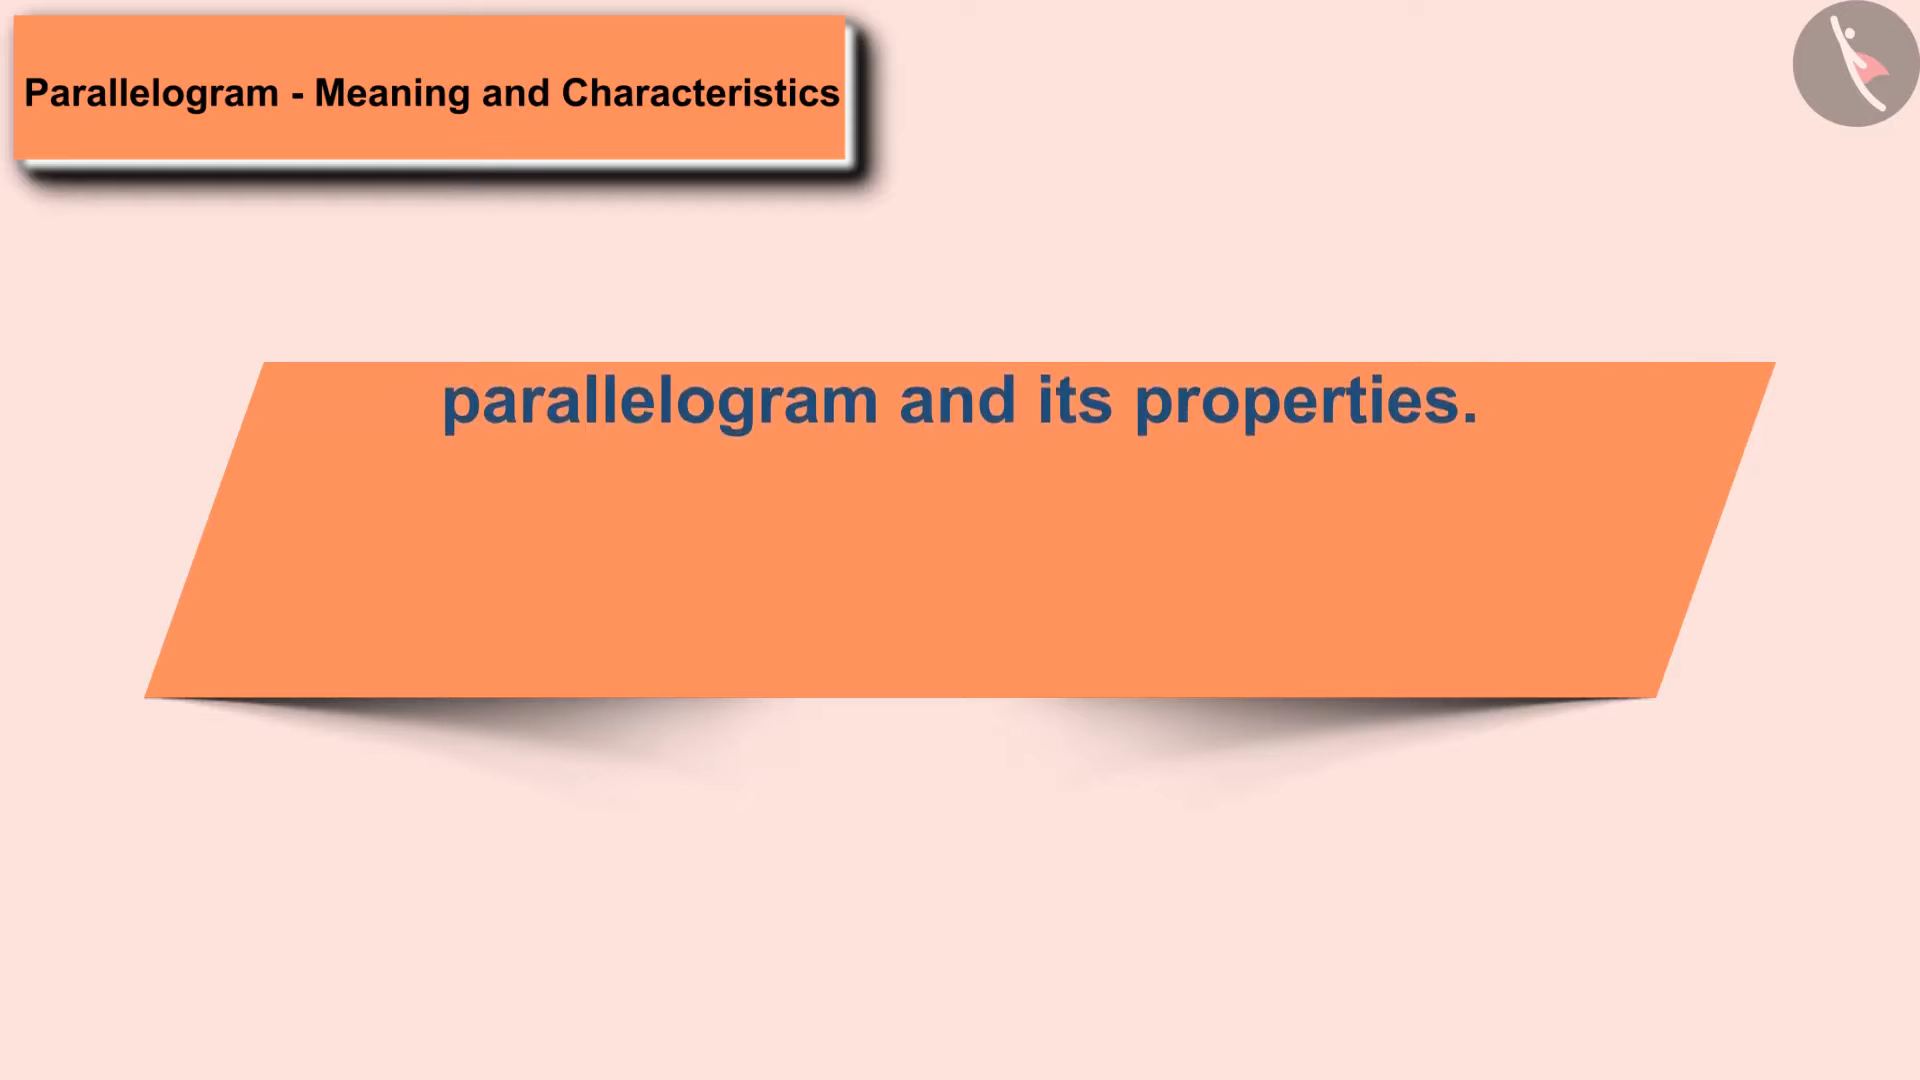 Parallelogram - Meaning and Characteristics
parallelogram and its properties.